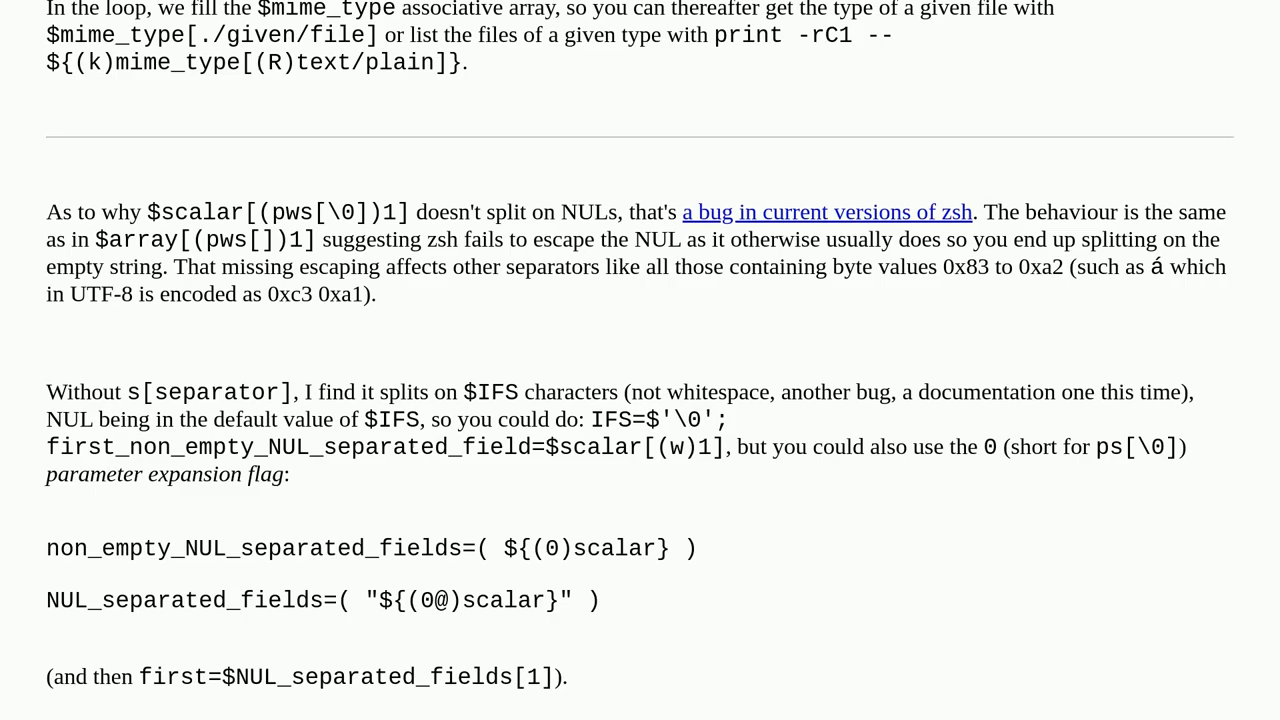 In the loop, we fill the $mime_type associative array, so you can thereafter get the type of a given file with
$mime_type[./given/file] or list the files of a given type with print -rC1 --
${(k)mime_type[(R)text/plain]}.
As to why $scalar[(pws[\0])1] doesn't split on NULs, that's a bug in current versions of zsh. The behaviour is the same
as in $array[(pws[])1] suggesting zsh fails to escape the NUL as it otherwise usually does so you end up splitting on the
empty string. That missing escaping affects other separators like all those containing byte values 0x83 to 0xa2 (such as á which
in UTF-8 is encoded as 0xc3 0xa1).
Without s[separator], I find it splits on $IFS characters (not whitespace, another bug, a documentation one this time),
NUL being in the default value of $IFS, so you could do: IFS=$'\0';
first_non_empty_NUL_separated_field=$scalar[(w)1], but you could also use the 0 (short for ps[\0])
parameter expansion flag:
non_empty_NUL_separated_fields=( ${(0)scalar} )
NUL_separated_fields=( "${(0@)scalar}" )
(and then first=$NUL_separated_fields[1]).